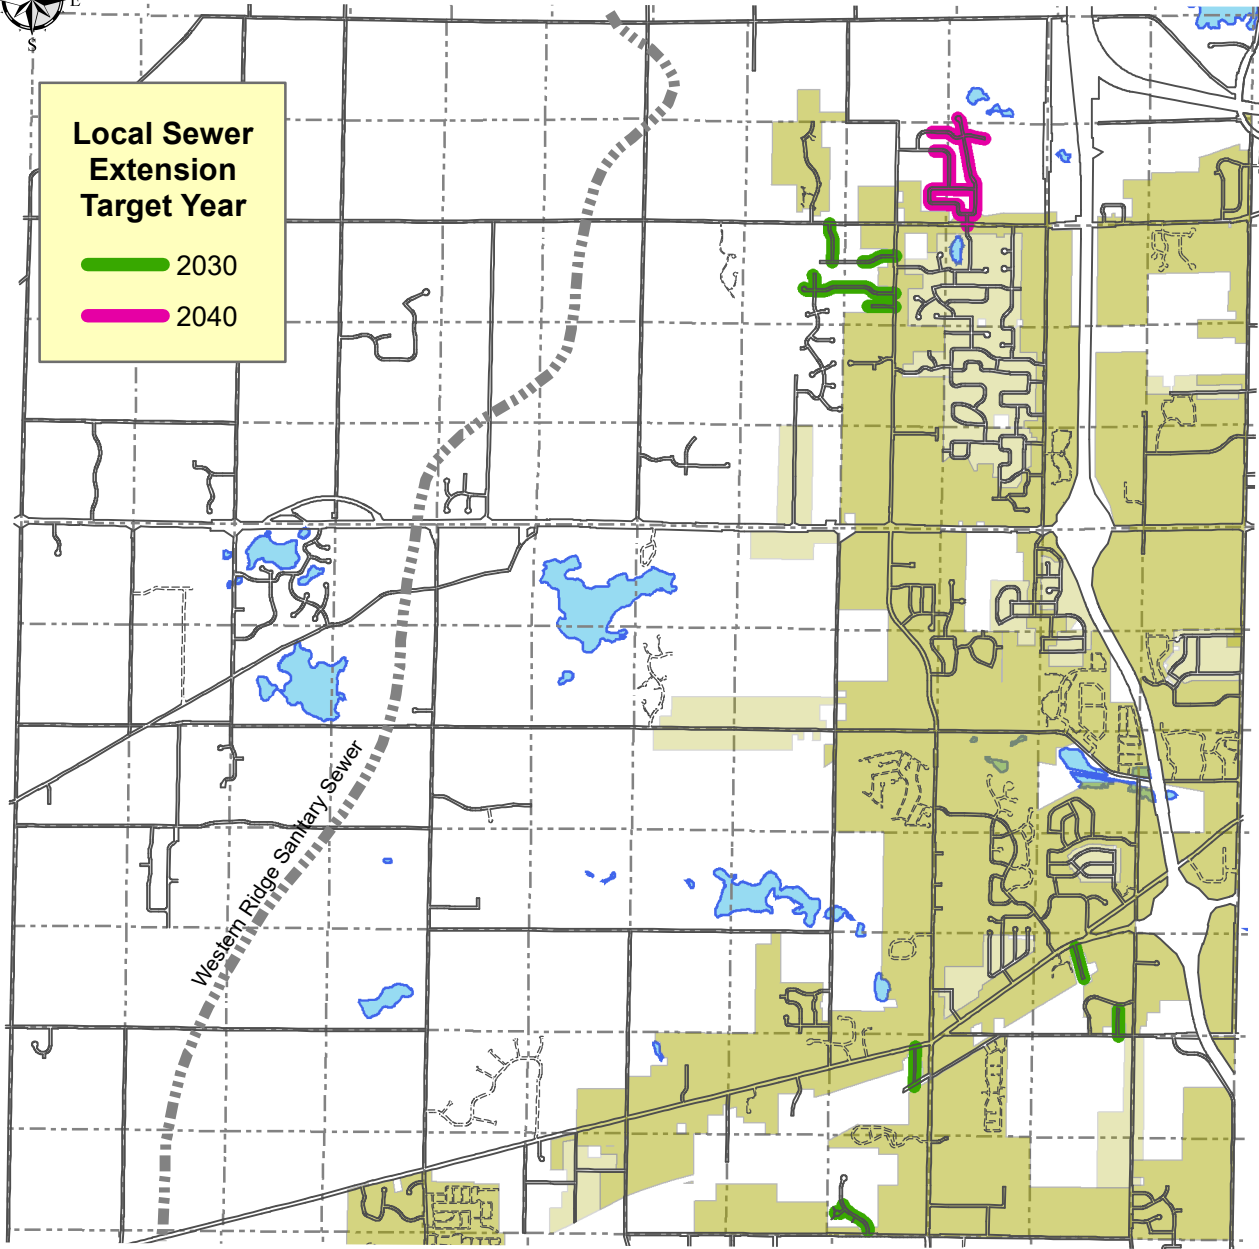 E
S
Local Sewer
Extension
Target Year
2030
2040
Western Ridge Sanitary Sewer